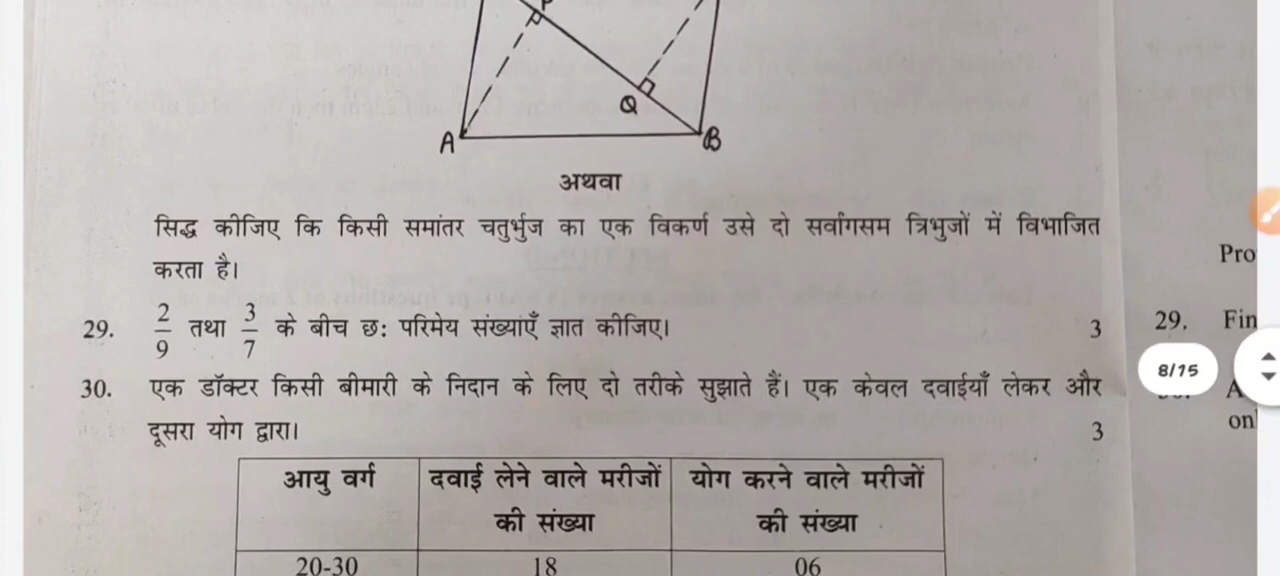 P
Q
A
B
अथवा
सिद्ध कीजिए कि किसी समांतर चतुर्भुज का एक विकर्ण उसे दो सर्वांगसम त्रिभुजों में विभाजित
करता है।
29. 2/9 तथा 3/7 के बीच छः परिमेय संख्याएँ ज्ञात कीजिए। 3
30. एक डॉक्टर किसी बीमारी के निदान के लिए दो तरीके सुझाते हैं। एक केवल दवाईयाँ लेकर और
दूसरा योग द्वारा। 3
आयु वर्ग दवाई लेने वाले मरीजों की संख्या योग करने वाले मरीजों की संख्या
20-30 18 06
Pro
29. Fin
8/15
A
on